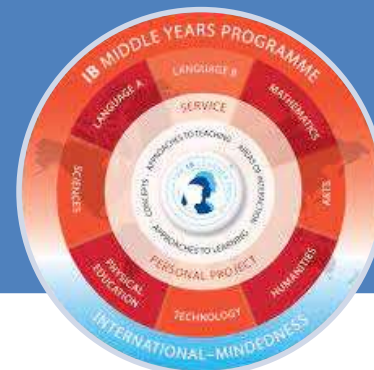 IB MIDDLE YEARS PROGRAMME
LANGUAGE B
LANGUAGE A
MATHEMATICS
SERVICE
SCIENCES
ARTS
APPROACHES TO TEACHING
CONCEPTS
AREAS OF INTERACTION
APPROACHES TO LEARNING
PERSONAL PROJECT
PHYSICAL EDUCATION
HUMANITIES
TECHNOLOGY
INTERNATIONAL-MINDEDNESS